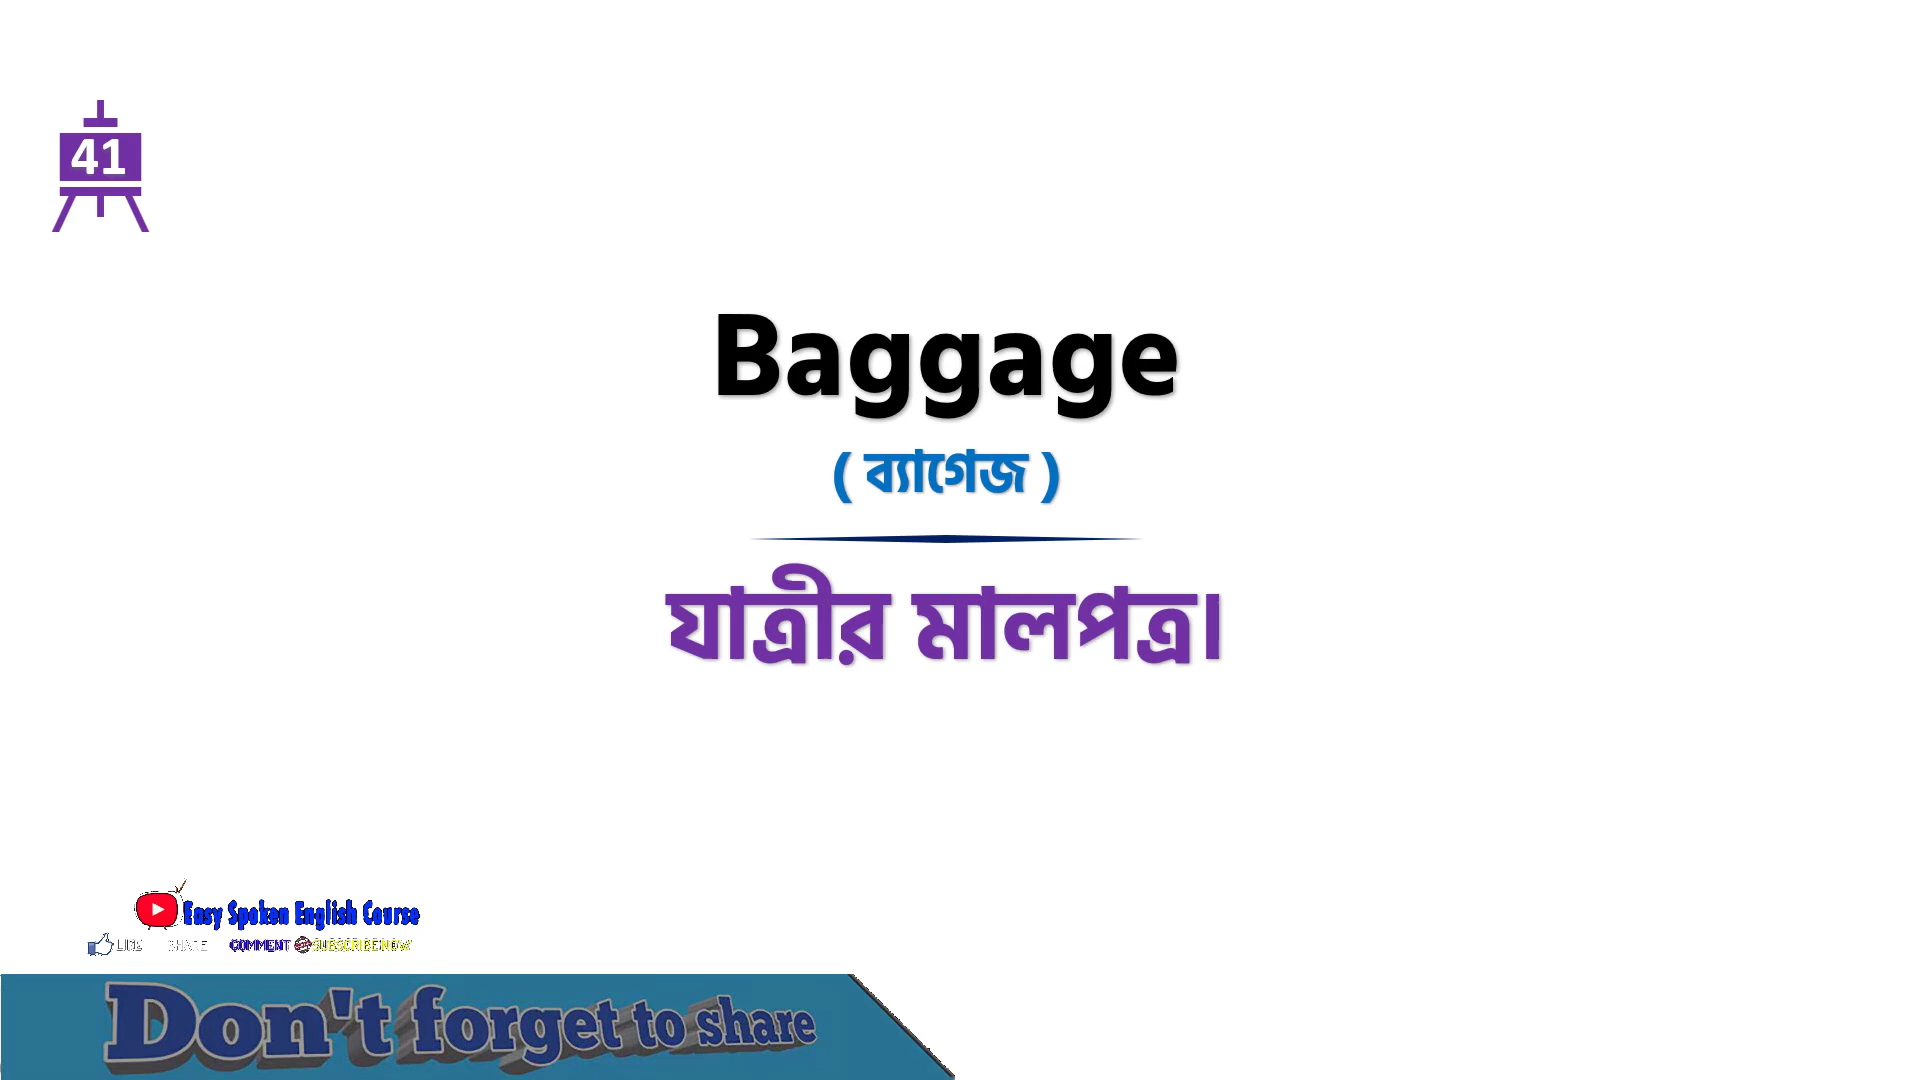 41
Baggage
( ব্যাগেজ )
যাত্রীর মালপত্র।
Easy Spoken English Course
LIKE SHARE COMMENT SUBSCRIBE NOW
Don't forget to share